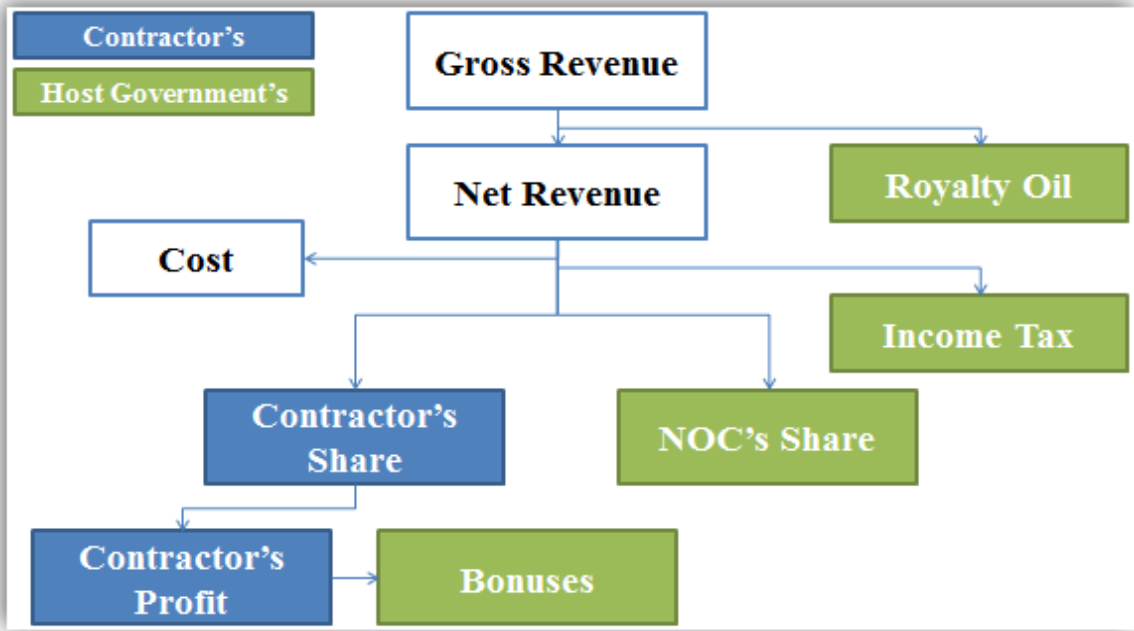 Contractor’s
Host Government’s
Gross Revenue
Net Revenue
Royalty Oil
Cost
Income Tax
Contractor’s
Share
NOC’s Share
Contractor’s
Profit
Bonuses